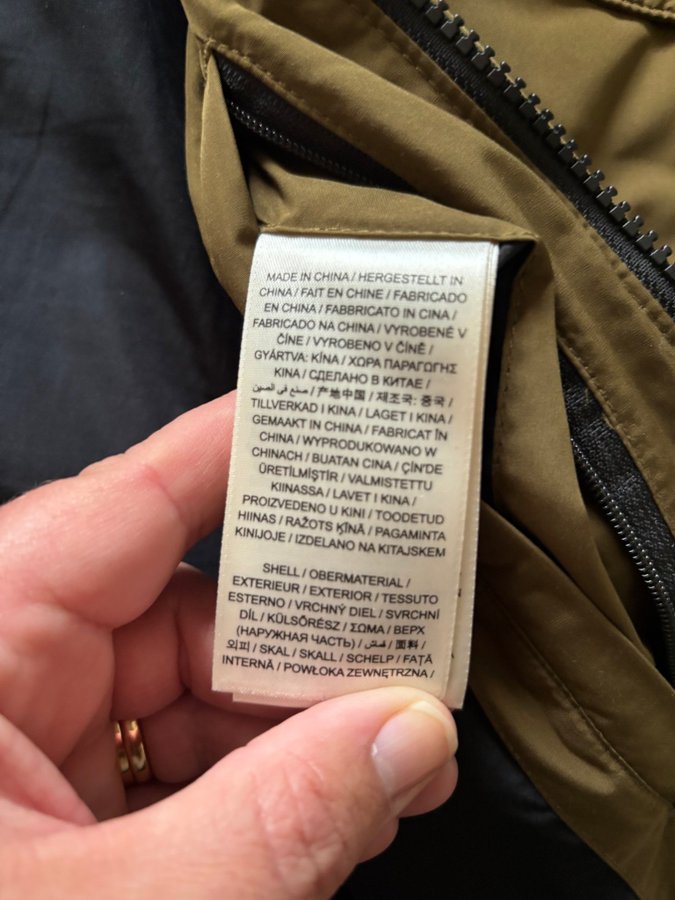 MADE IN CHINA / HERGESTELLT IN
CHINA / FAIT EN CHINE / FABRICADO
EN CHINA / FABBRICATO IN CINA /
FABRICADO NA CHINA / VYROBENÉ V
ČÍNE / VYROBENO V ČÍNĚ /
GYÁRTVA: KÍNA / ΧΩΡΑ ΠΑΡΑΓΩΓΗΣ
KINA / СДЕЛАНО В КИТАЕ /
صنع في الصين / 产地中国 / 제조국: 중국 /
TILLVERKAD I KINA / LAGET I KINA /
GEMAAKT IN CHINA / FABRICAT ÎN
CHINA / WYPRODUKOWANO W
CHINACH / BUATAN CINA / ÇİN'DE
ÜRETİLMİŞTİR / VALMISTETTU
KIINASSA / LAVET I KINA /
PROIZVEDENO U KINI / TOODETUD
HIINAS / RAŽOTS ĶĪNĀ / PAGAMINTA
KINIJOJE / IZDELANO NA KITAJSKEM
SHELL / OBERMATERIAL /
EXTERIEUR / EXTERIOR / TESSUTO
ESTERNO / VRCHNÝ DIEL / SVRCHNÍ
DÍL / KÜLSŐRÉSZ / ΣΩΜΑ / ВЕРХ
(НАРУЖНАЯ ЧАСТЬ) / قماش / 面料 /
외피 / SKAL / SKALL / SCHELP / FAȚĂ
INTERNĂ / POWŁOKA ZEWNĘTRZNA /